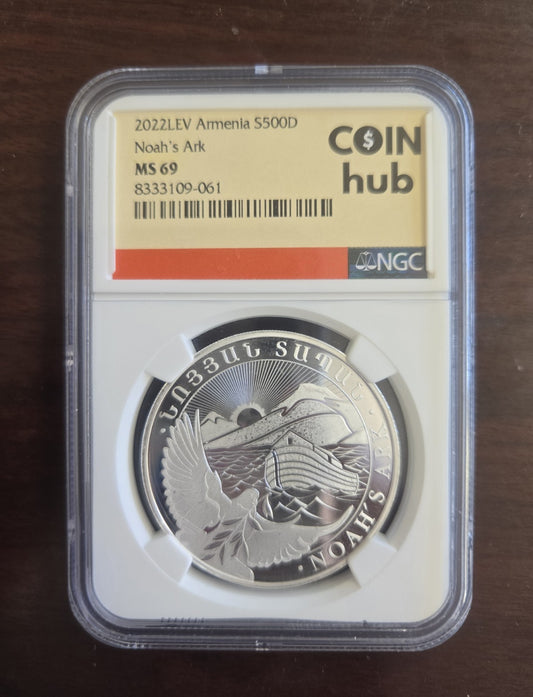 2022LEV Armenia S500D
Noah's Ark
MS 69
8333109-061
COIN
hub
NGC
ՆՈՅՅԱՆ ՏԱՊԱՆ
NOAH'S ARK